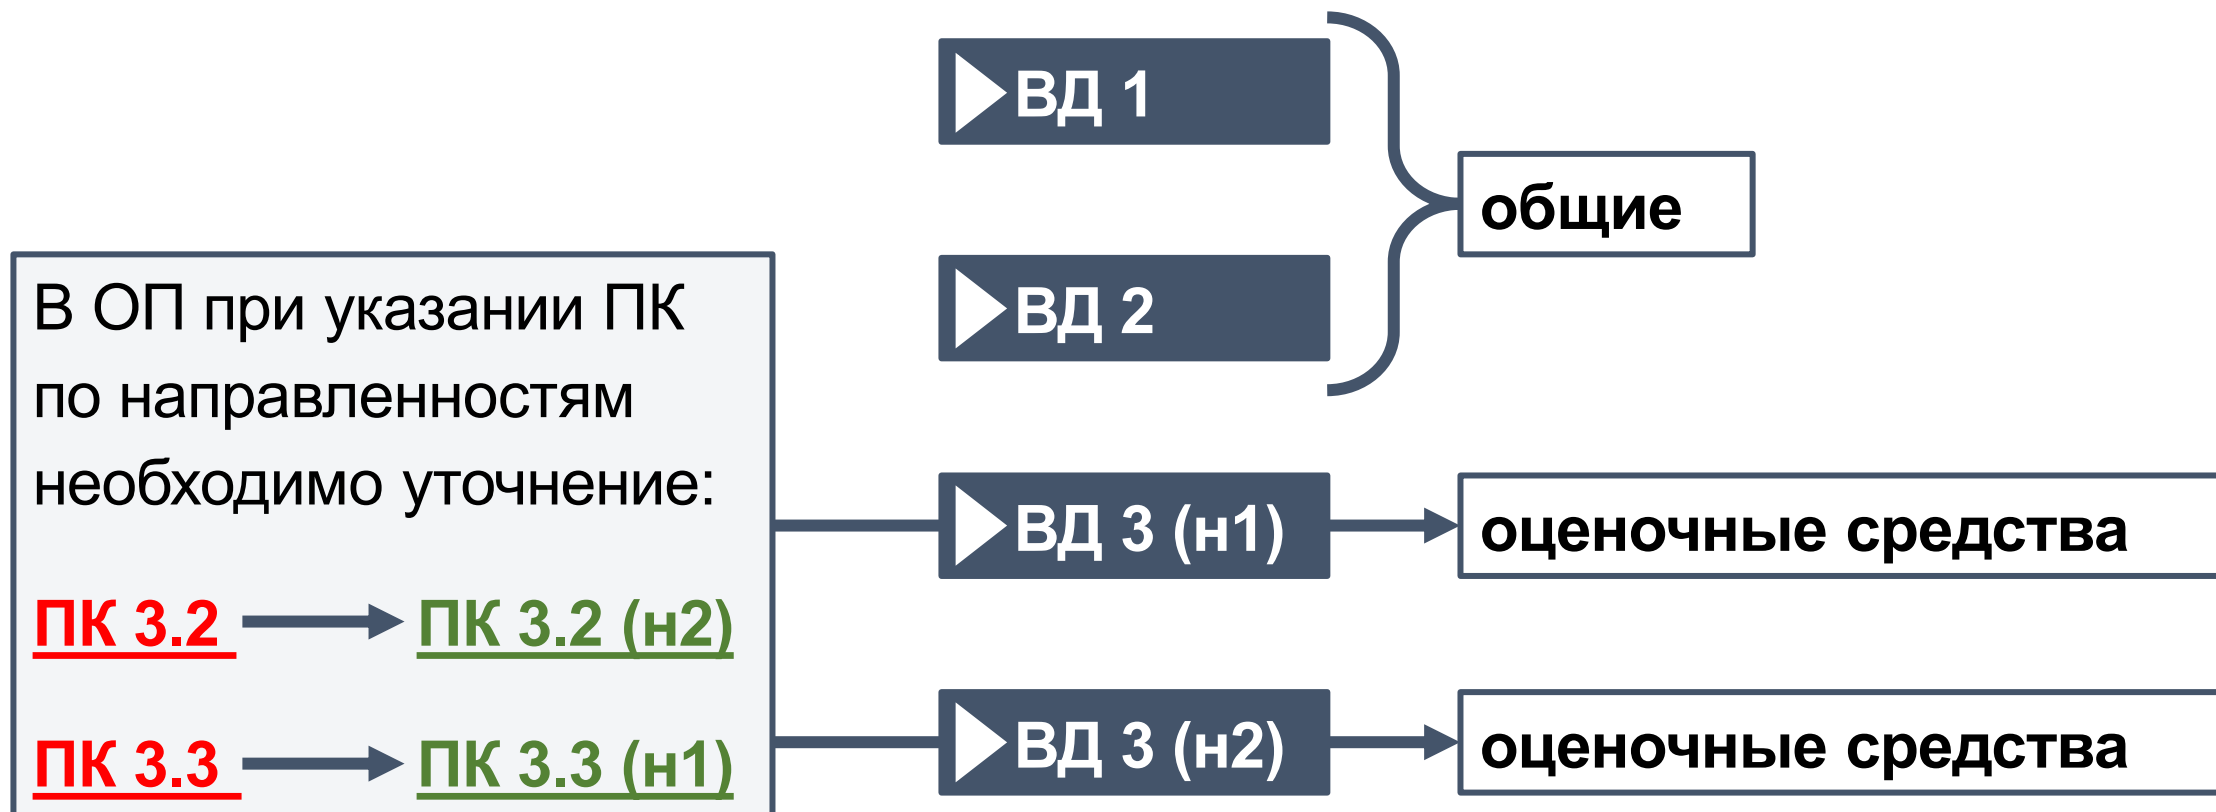 ВД 1
общие
ВД 2
В ОП при указании ПК
по направленностям
необходимо уточнение:
ПК 3.2 ПК 3.2 (н2)
ПК 3.3 ПК 3.3 (н1)
ВД 3 (н1)
оценочные средства
ВД 3 (н2)
оценочные средства